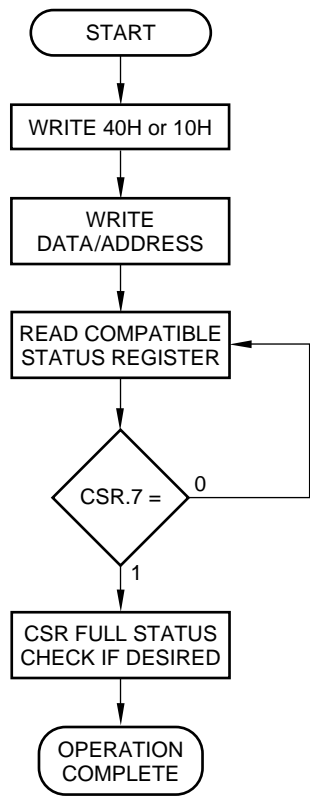 START
WRITE 40H or 10H
WRITE
DATA/ADDRESS
READ COMPATIBLE
STATUS REGISTER
CSR.7 =
0
1
CSR FULL STATUS
CHECK IF DESIRED
OPERATION
COMPLETE